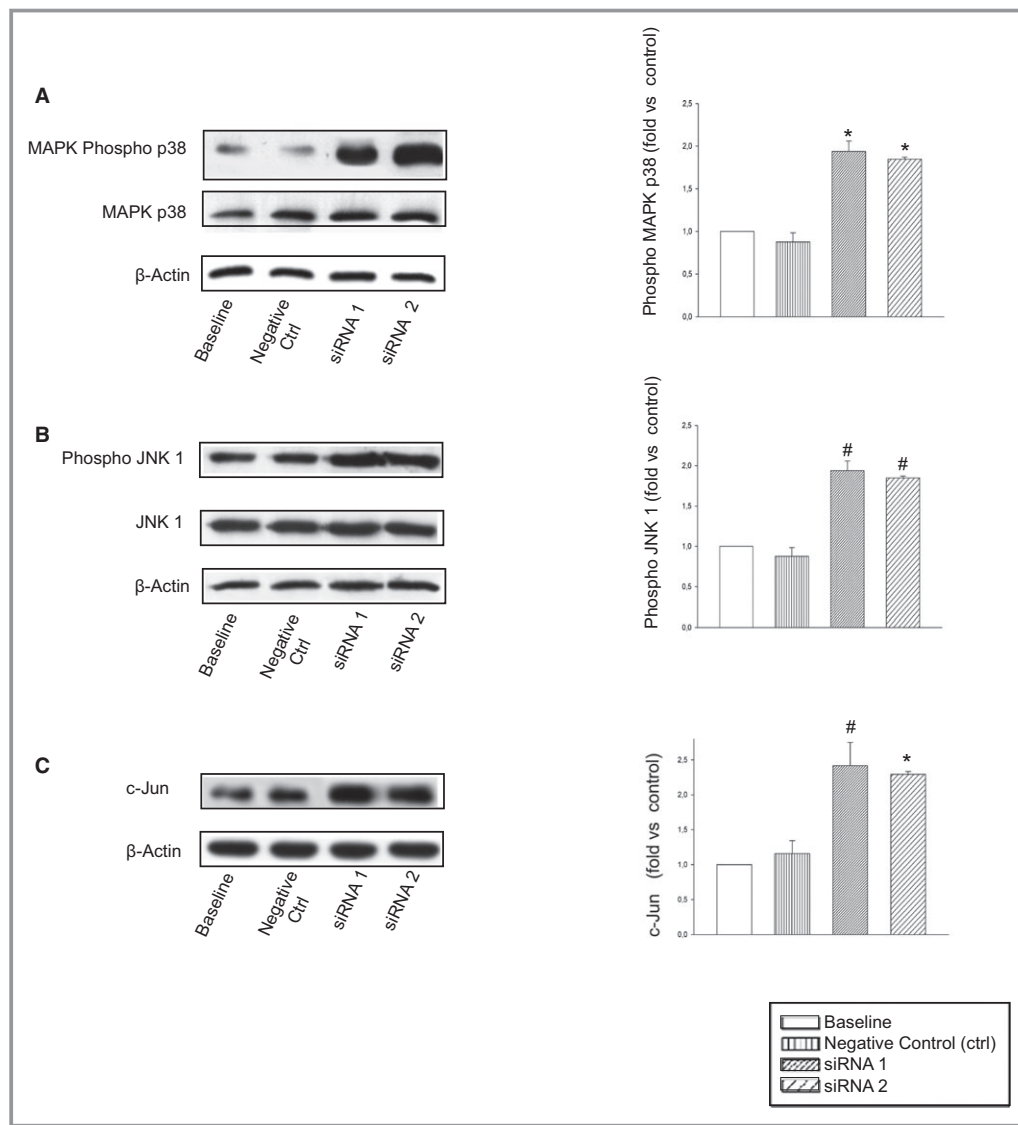 A
MAPK Phospho p38
MAPK p38
β-Actin
Baseline
Negative
Ctrl
siRNA 1
siRNA 2
Phospho MAPK p38 (fold vs control)
2,5
2,0
1,5
1,0
0,5
0,0
*
*
B
Phospho JNK 1
JNK 1
β-Actin
Baseline
Negative
Ctrl
siRNA 1
siRNA 2
Phospho JNK 1 (fold vs control)
2,5
2,0
1,5
1,0
0,5
0,0
#
#
C
c-Jun
β-Actin
Baseline
Negative
Ctrl
siRNA 1
siRNA 2
c-Jun (fold vs control)
2,5
2,0
1,5
1,0
0,5
0,0
#
*
Baseline
Negative Control (ctrl)
siRNA 1
siRNA 2